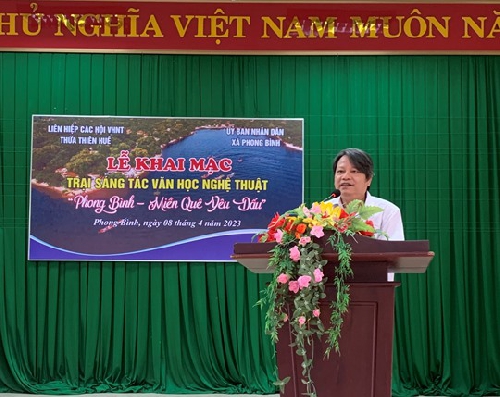 HỦ NGHĨA VIỆT NAM MUÔN NĂ
LIÊN HIỆP CÁC HỘI VHNT
THỪA THIÊN HUẾ
ỦY BAN NHÂN DÂN
XÃ PHONG BÌNH
LỄ KHAI MẠC
TRẠI SÁNG TÁC VĂN HỌC NGHỆ THUẬT
"Phong Bình - Miền Quê Yêu Dấu"
Phong Bình, ngày 08 tháng 4 năm 2023